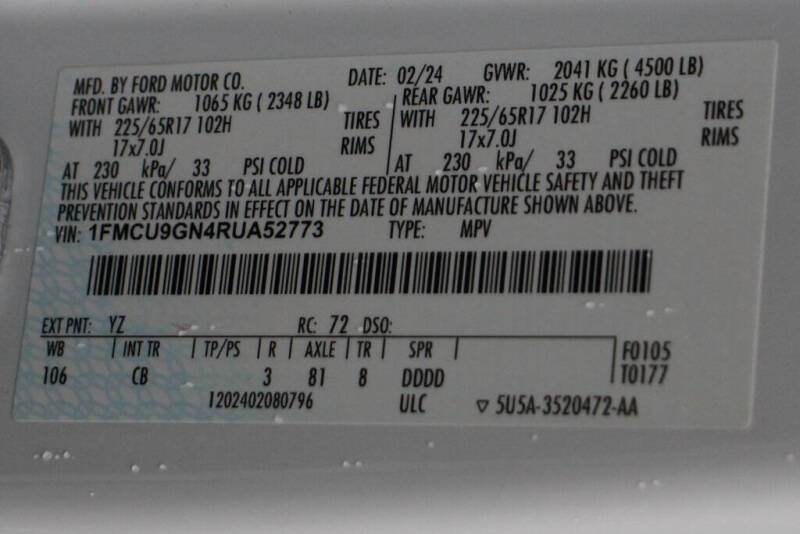 MFD. BY FORD MOTOR CO. DATE: 02/24 GVWR: 2041 KG ( 4500 LB)
FRONT GAWR: 1065 KG ( 2348 LB) REAR GAWR: 1025 KG ( 2260 LB)
WITH 225/65R17 102H TIRES WITH 225/65R17 102H TIRES
17x7.0J RIMS 17x7.0J RIMS
AT 230 kPa/ 33 PSI COLD AT 230 kPa/ 33 PSI COLD
THIS VEHICLE CONFORMS TO ALL APPLICABLE FEDERAL MOTOR VEHICLE SAFETY AND THEFT
PREVENTION STANDARDS IN EFFECT ON THE DATE OF MANUFACTURE SHOWN ABOVE.
VIN: 1FMCU9GN4RUA52773 TYPE: MPV
EXT PNT: YZ RC: 72 DSO:
WB INT TR TP/PS R AXLE TR SPR F0105
106 CB 3 81 8 DDDD T0177
1202402080796 ULC 5U5A-3520472-AA